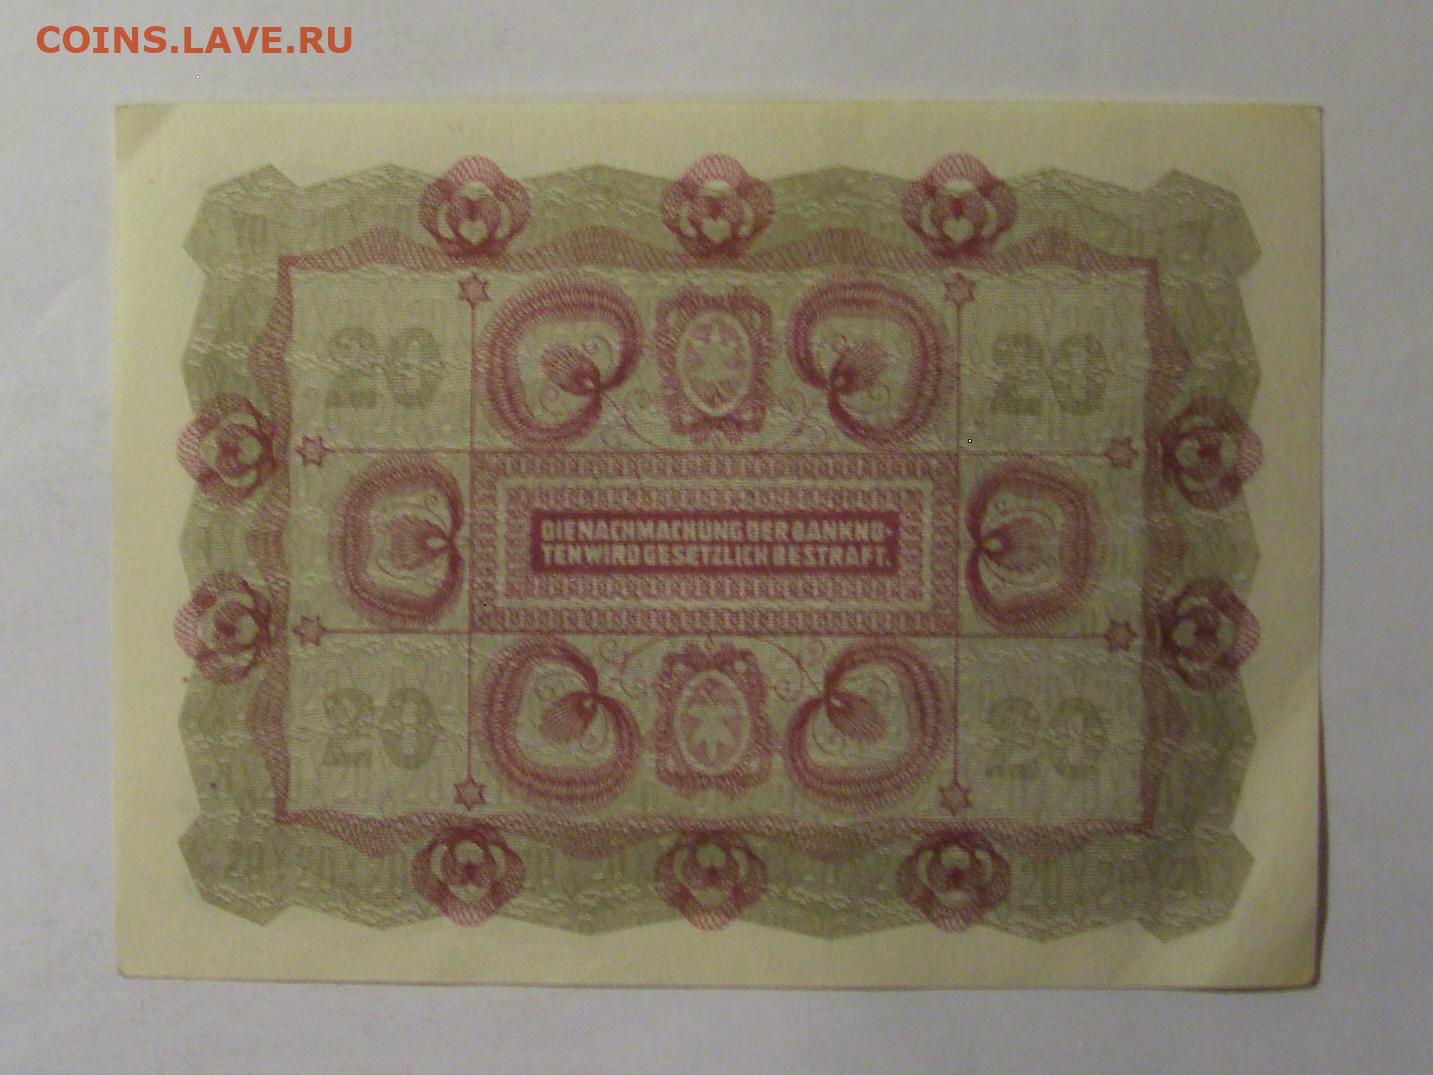 COINS.LAVE.RU
20 20
DIE NACHMACHUNG DER BANKNO-
TEN WIRD GESETZLICH BESTRAFT.
20 20